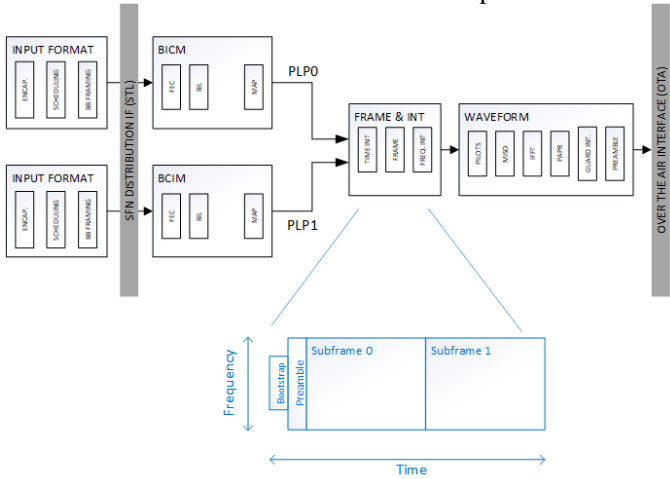 INPUT FORMAT
ENCAP.
SCHEDULING
BB FRAMING
SFN DISTRIBUTION IF (STL)
BICM
FEC
BIL
MAP
PLP0
FRAME & INT
TIME INT
FRAME
FREQ. INT
WAVEFORM
PILOTS
MISO
IFFT
PAPR
GUARD INT.
PREAMBLE
OVER THE AIR INTERFACE (OTA)
INPUT FORMAT
ENCAP.
SCHEDULING
BB FRAMING
BCIM
FEC
BIL
MAP
PLP1
Frequency
Bootstrap
Preamble
Subframe 0
Subframe 1
Time